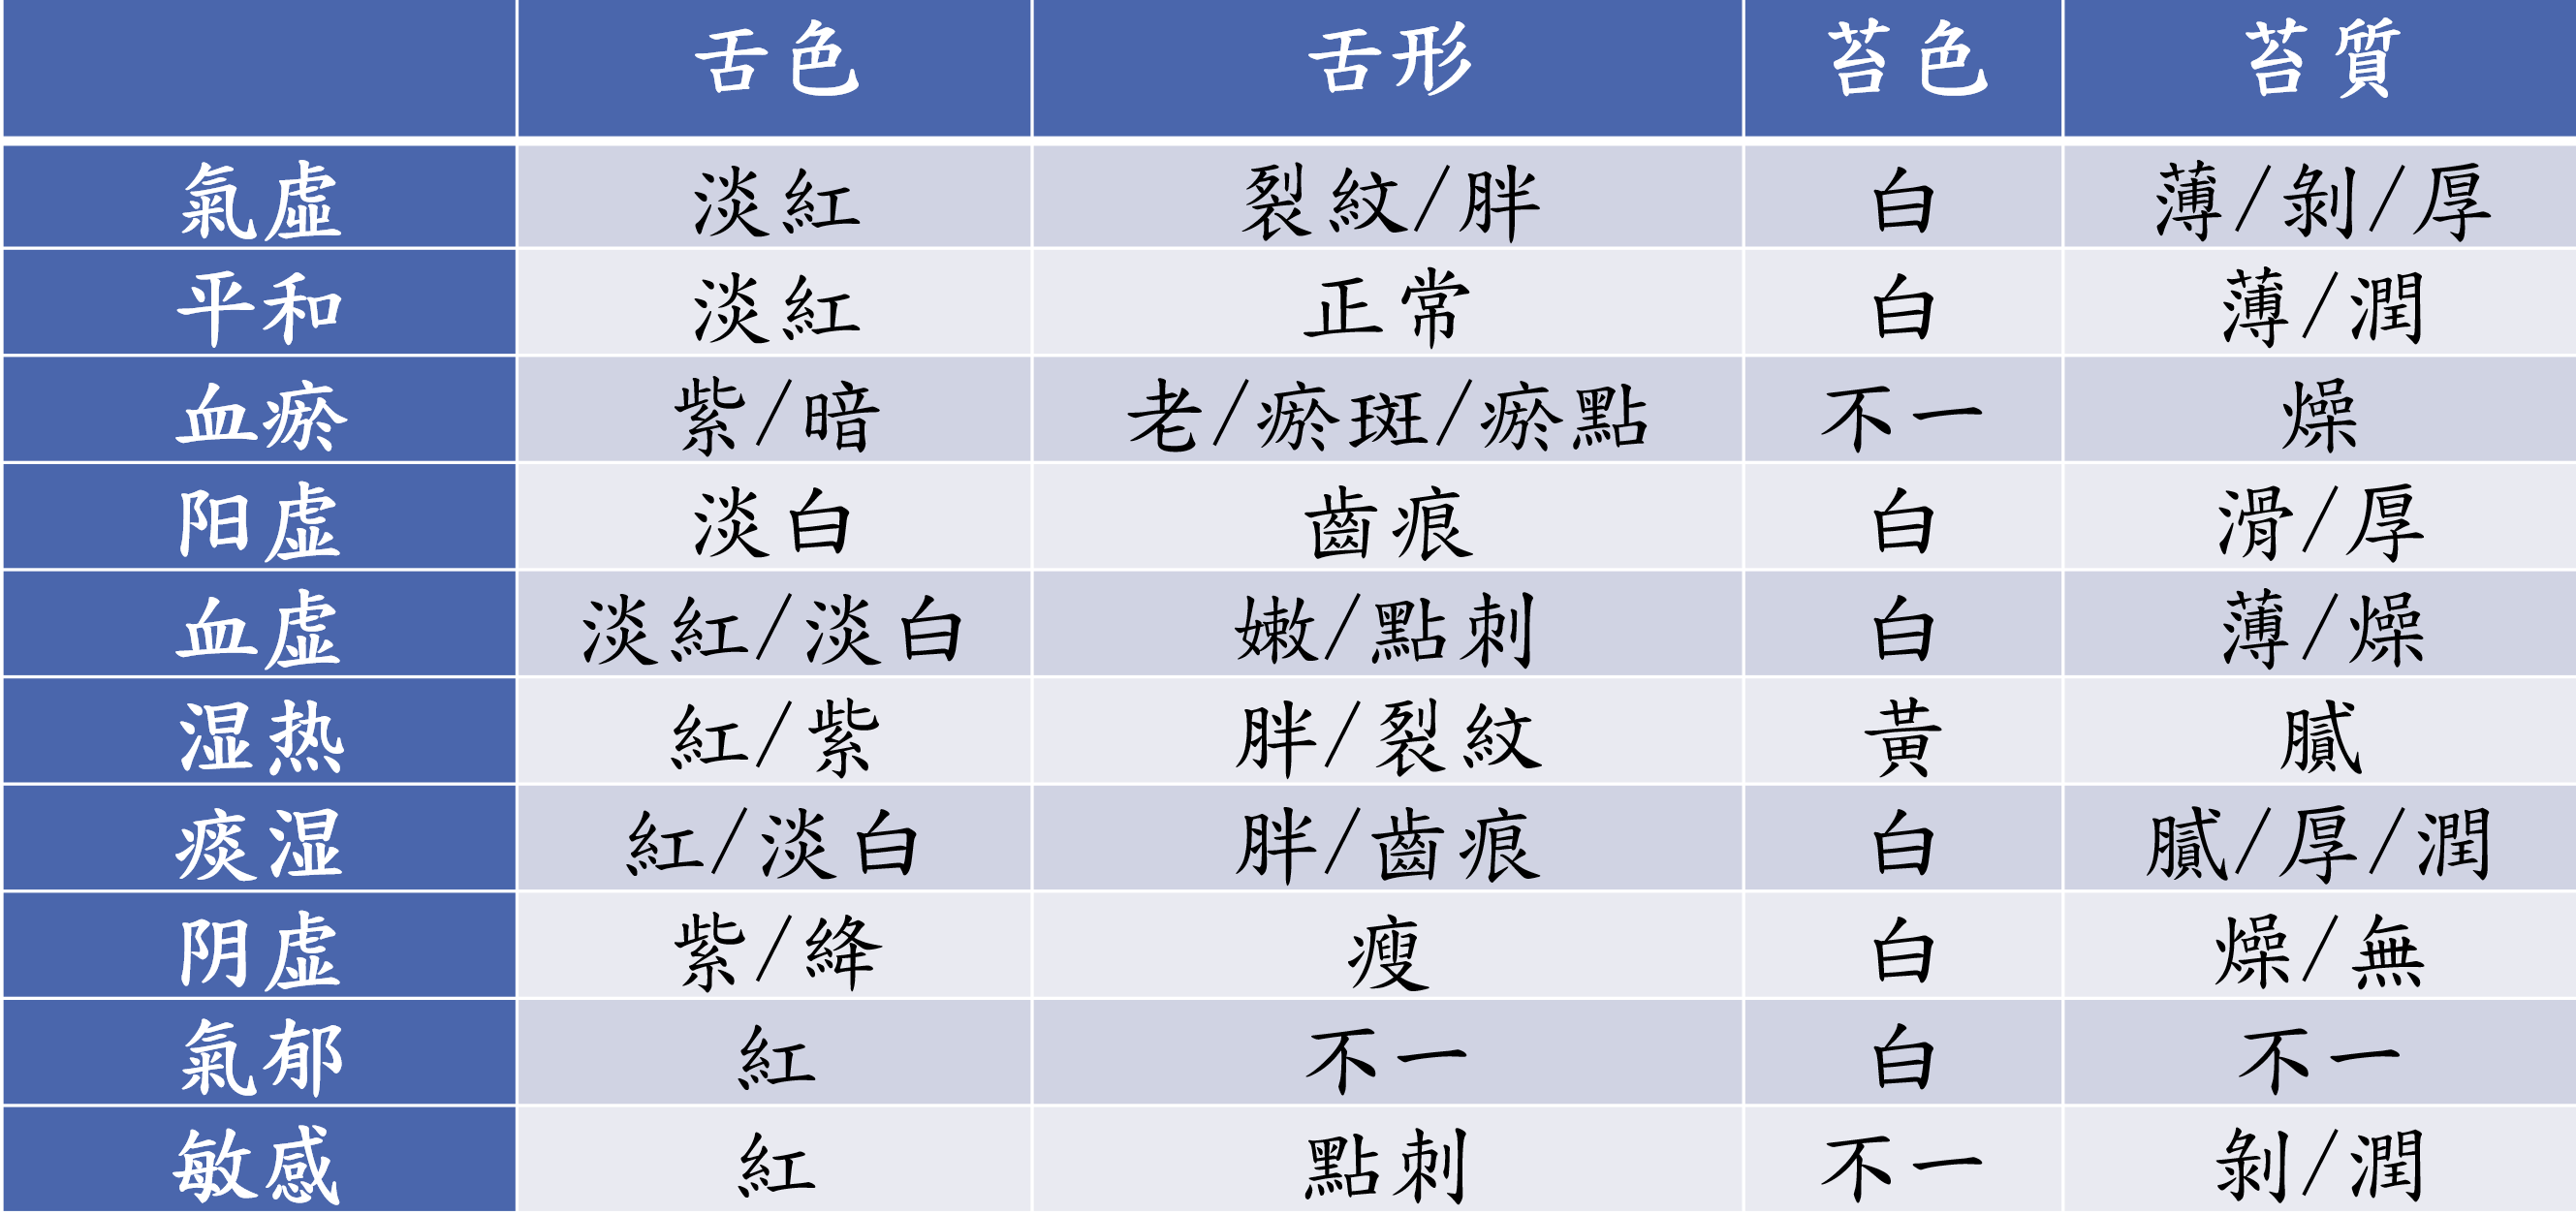 舌色 舌形 苔色 苔質
氣虛 淡紅 裂紋/胖 白 薄/剝/厚
平和 淡紅 正常 白 薄/潤
血瘀 紫/暗 老/瘀斑/瘀點 不一 燥
阳虛 淡白 齒痕 白 滑/厚
血虛 淡紅/淡白 嫩/點刺 白 薄/燥
湿热 紅/紫 胖/裂紋 黃 膩
痰湿 紅/淡白 胖/齒痕 白 膩/厚/潤
阴虛 紫/絳 瘦 白 燥/無
氣郁 紅 不一 白 不一
敏感 紅 點刺 不一 剝/潤